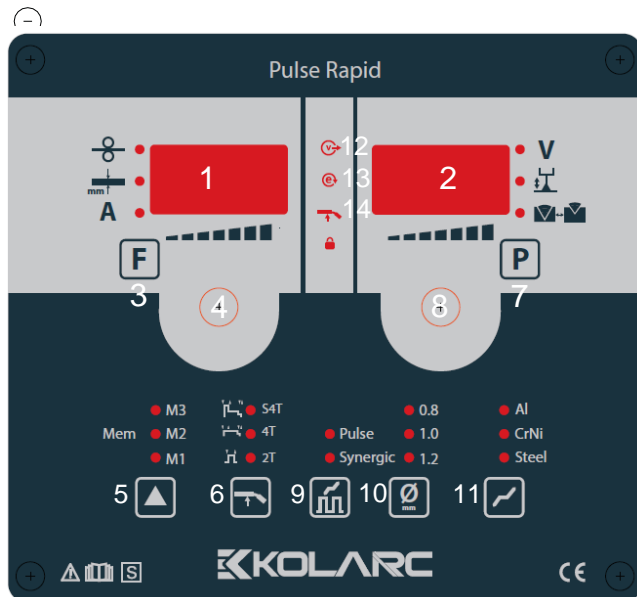 Pulse Rapid
1
2
12
13
14
V
mm
A
F
P
3
4
8
7
M3
S4T
0.8
Al
Mem
M2
4T
Pulse
1.0
CrNi
M1
2T
Synergic
1.2
Steel
5
6
9
10
Ø
mm
11
S
KOLARC
CE